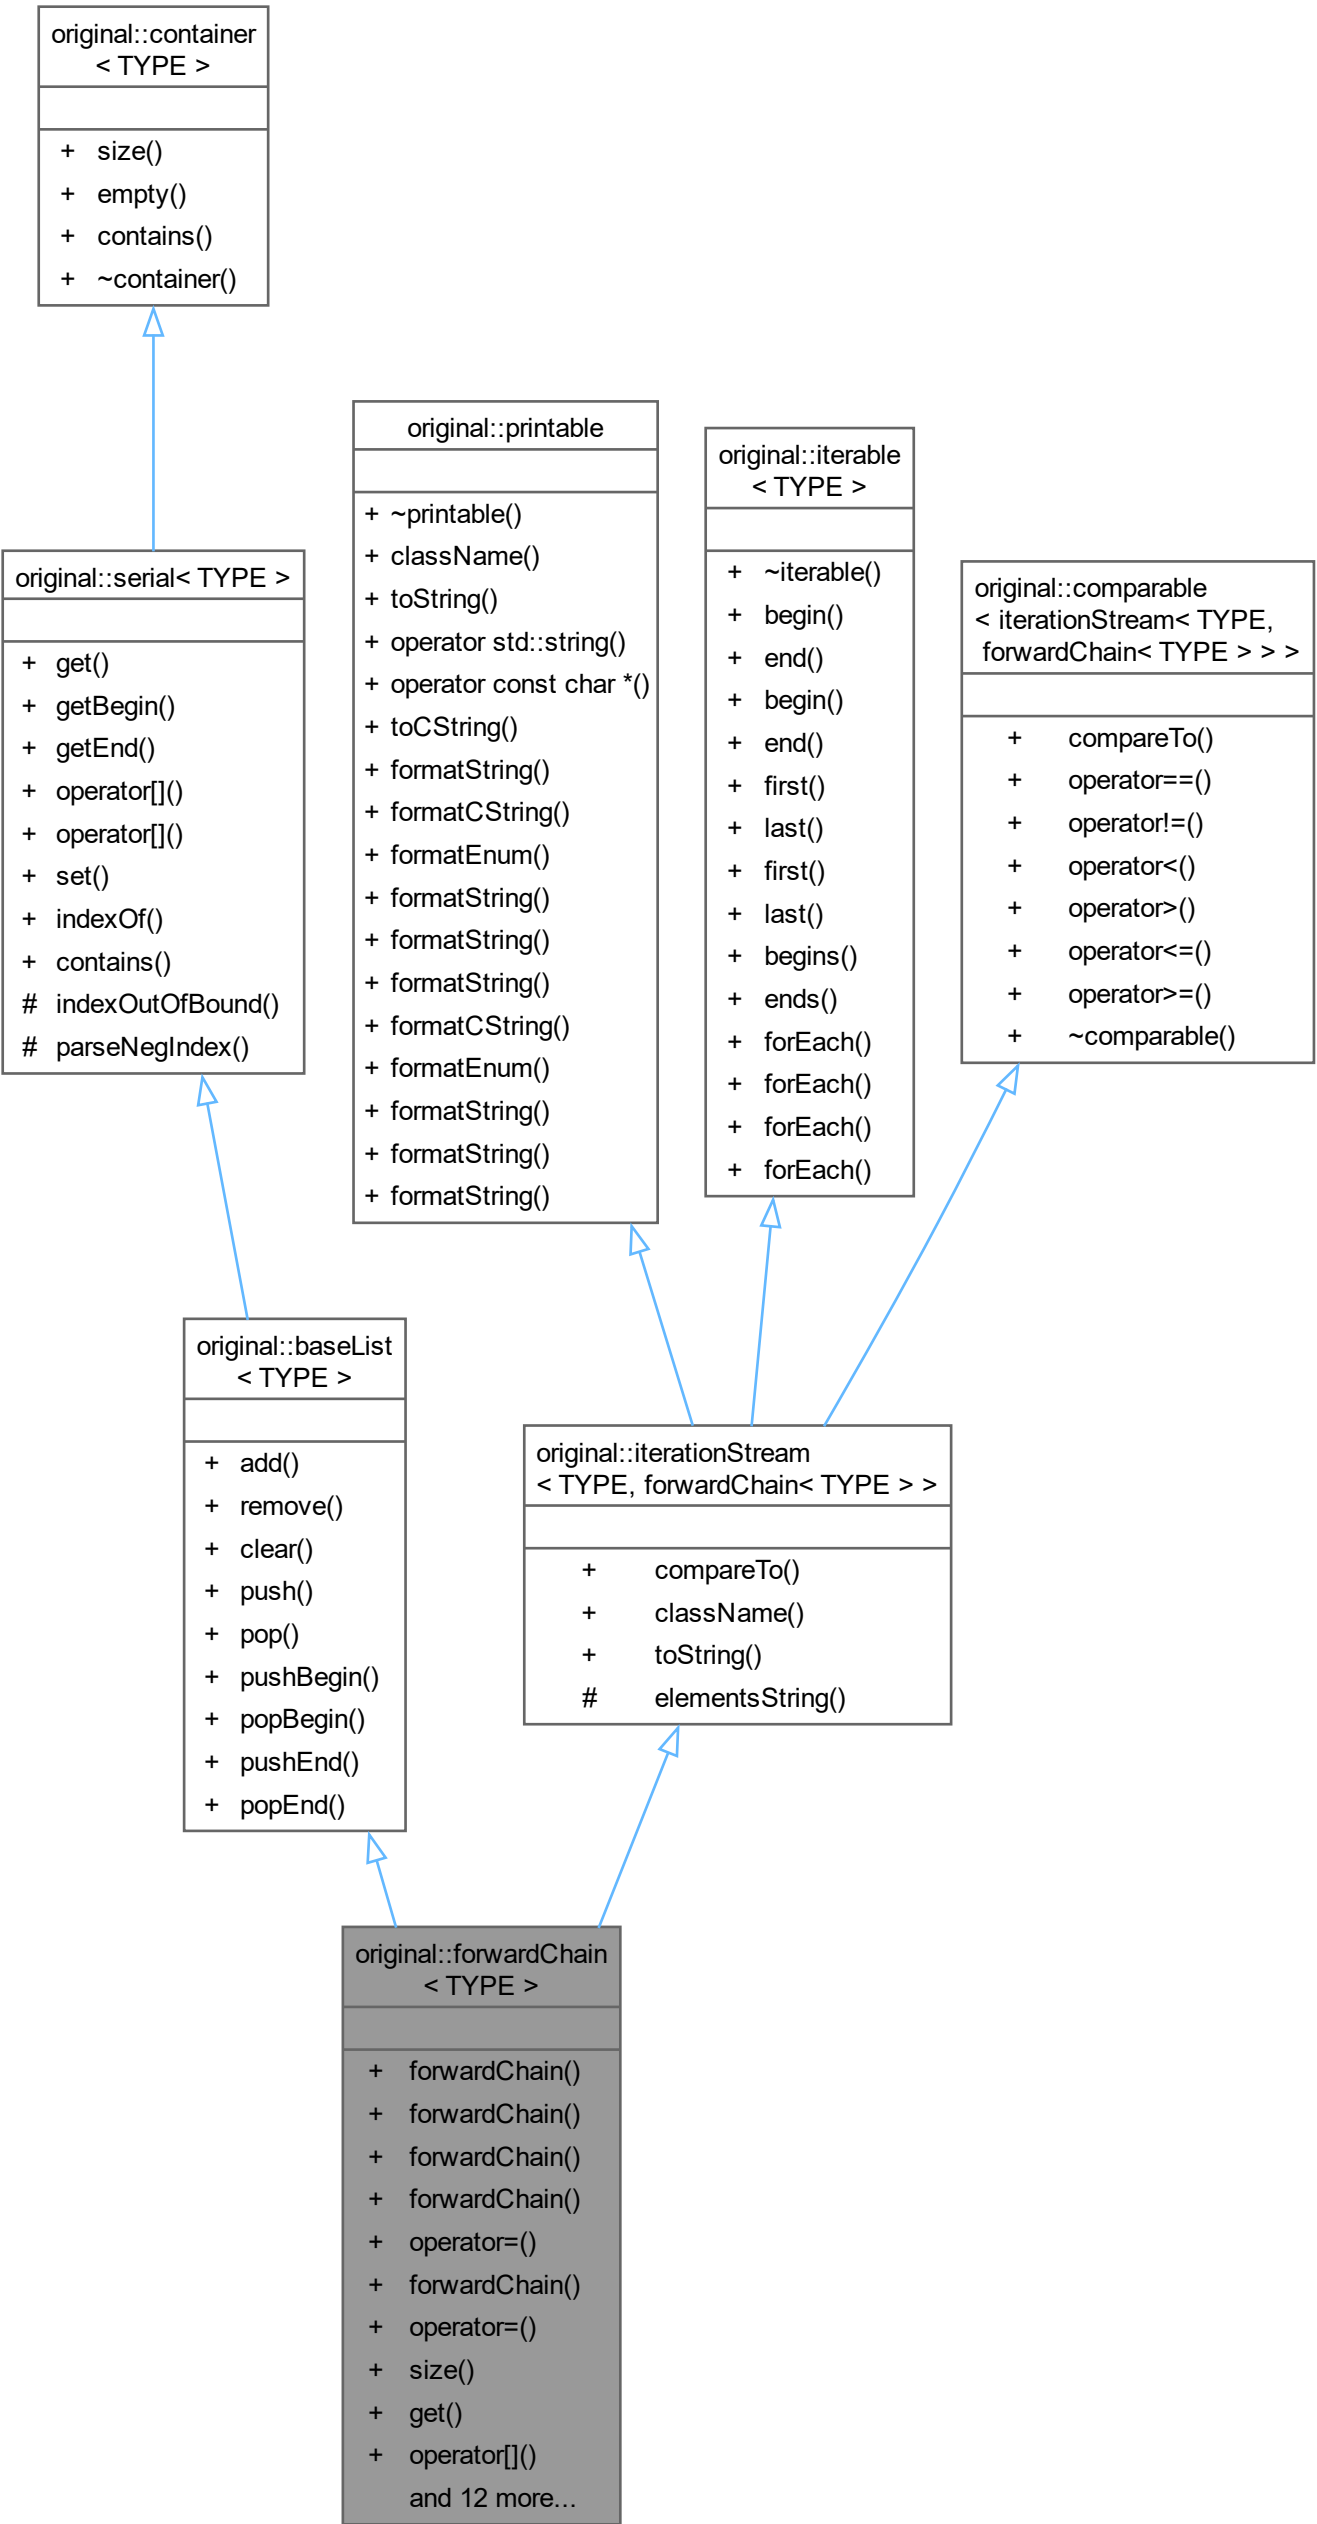 original::container
< TYPE >
+ size()
+ empty()
+ contains()
+ ~container()
original::serial< TYPE >
+ get()
+ getBegin()
+ getEnd()
+ operator[]()
+ operator[]()
+ set()
+ indexOf()
+ contains()
# indexOutOfBound()
# parseNegIndex()
original::printable
+ ~printable()
+ className()
+ toString()
+ operator std::string()
+ operator const char *()
+ toCString()
+ formatString()
+ formatCString()
+ formatEnum()
+ formatString()
+ formatString()
+ formatString()
+ formatCString()
+ formatEnum()
+ formatString()
+ formatString()
+ formatString()
original::iterable
< TYPE >
+ ~iterable()
+ begin()
+ end()
+ begin()
+ end()
+ first()
+ last()
+ first()
+ last()
+ begins()
+ ends()
+ forEach()
+ forEach()
+ forEach()
+ forEach()
original::comparable
< iterationStream< TYPE,
forwardChain< TYPE > > >
+ compareTo()
+ operator==()
+ operator!=()
+ operator<()
+ operator>()
+ operator<=()
+ operator>=()
+ ~comparable()
original::baseList
< TYPE >
+ add()
+ remove()
+ clear()
+ push()
+ pop()
+ pushBegin()
+ popBegin()
+ pushEnd()
+ popEnd()
original::iterationStream
< TYPE, forwardChain< TYPE > >
+ compareTo()
+ className()
+ toString()
# elementsString()
original::forwardChain
< TYPE >
+ forwardChain()
+ forwardChain()
+ forwardChain()
+ forwardChain()
+ operator=()
+ forwardChain()
+ operator=()
+ size()
+ get()
+ operator[]()
and 12 more...